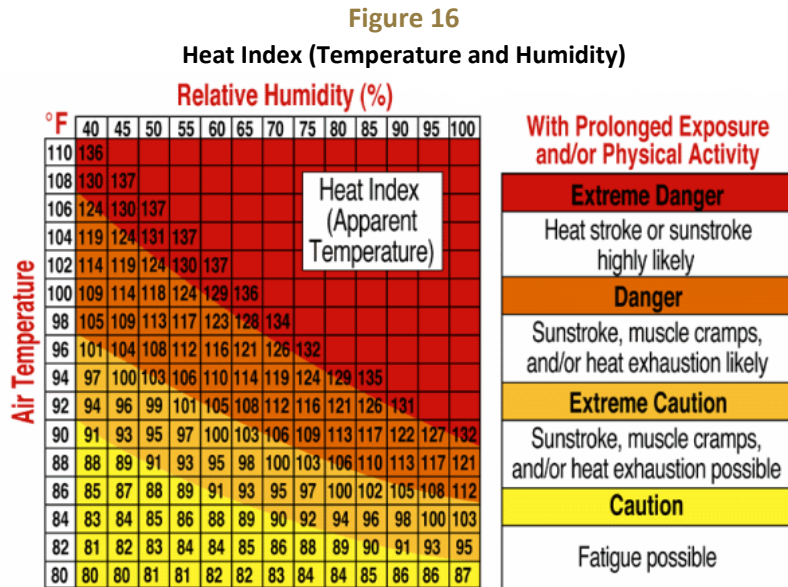 Figure 16
Heat Index (Temperature and Humidity)
Relative Humidity (%)
°F 40 45 50 55 60 65 70 75 80 85 90 95 100
110 136
108 130 137
106 124 130 137
104 119 124 131 137
102 114 119 124 130 137
100 109 114 118 124 129 136
98 105 109 113 117 123 128 134
96 101 104 108 112 116 121 126 132
94 97 100 103 106 110 114 119 124 129 135
92 94 96 99 101 105 108 112 116 121 126 131
90 91 93 95 97 100 103 106 109 113 117 122 127 132
88 88 89 91 93 95 98 100 103 106 110 113 117 121
86 85 87 88 89 91 93 95 97 100 102 105 108 112
84 83 84 85 86 88 89 90 92 94 96 98 100 103
82 81 82 83 84 84 85 86 88 89 90 91 93 95
80 80 80 81 81 82 82 83 84 84 85 86 86 87
Air Temperature
Heat Index
(Apparent
Temperature)
With Prolonged Exposure
and/or Physical Activity
Extreme Danger
Heat stroke or sunstroke
highly likely
Danger
Sunstroke, muscle cramps,
and/or heat exhaustion likely
Extreme Caution
Sunstroke, muscle cramps,
and/or heat exhaustion possible
Caution
Fatigue possible